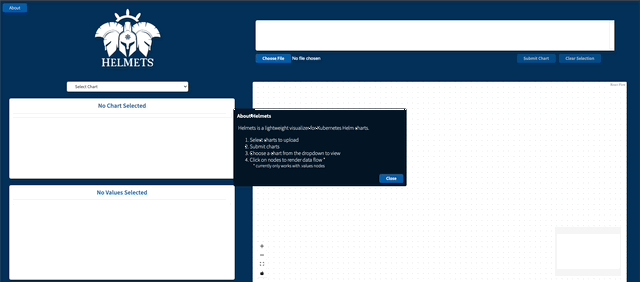 About
HELMETS
Choose File No file chosen
Submit Chart
Clear Selection
Select Chart
React Flow
No Chart Selected
About Helmets
Helmets is a lightweight visualizer for Kubernetes Helm charts.
1. Select charts to upload
2. Submit charts
3. Choose a chart from the dropdown to view
4. Click on nodes to render data flow *
* currently only works with .values nodes
Close
No Values Selected